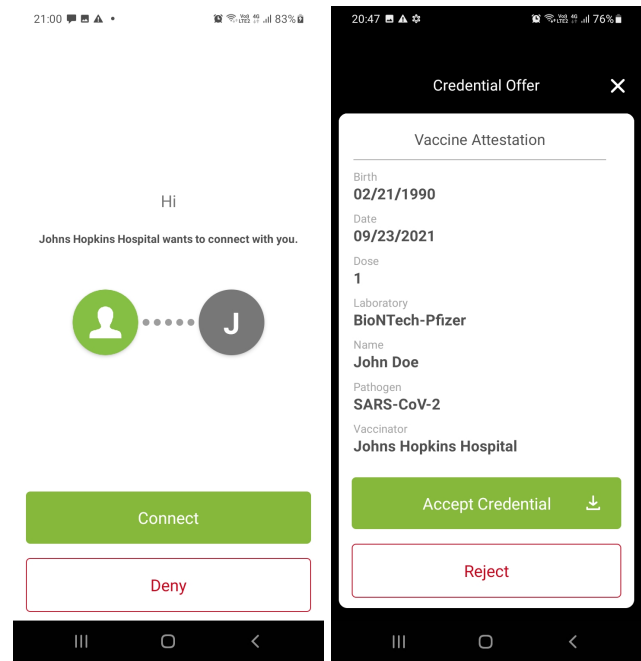 21:00
83%
Hi
Johns Hopkins Hospital wants to connect with you.
J
Connect
Deny
20:47
76%
Credential Offer
Vaccine Attestation
Birth
02/21/1990
Date
09/23/2021
Dose
1
Laboratory
BioNTech-Pfizer
Name
John Doe
Pathogen
SARS-CoV-2
Vaccinator
Johns Hopkins Hospital
Accept Credential
Reject